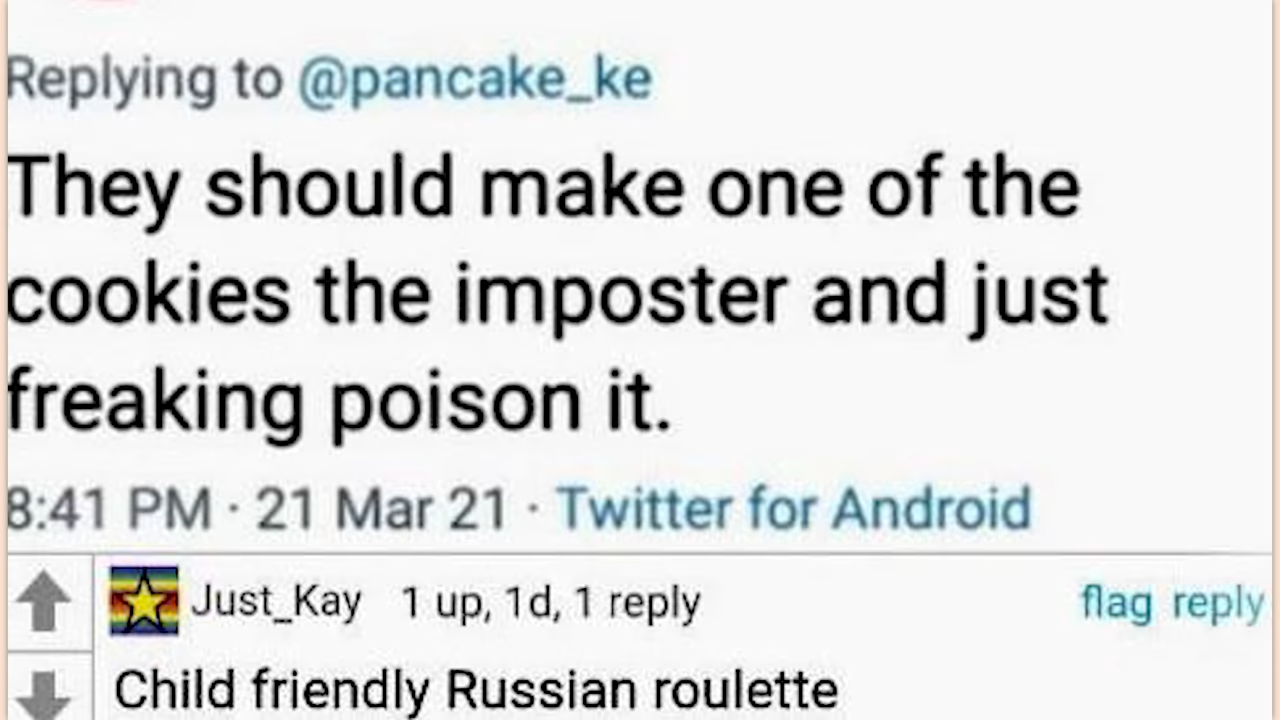 Replying to @pancake_ke
They should make one of the
cookies the imposter and just
freaking poison it.
8:41 PM · 21 Mar 21 · Twitter for Android
Just_Kay 1 up, 1d, 1 reply flag reply
Child friendly Russian roulette